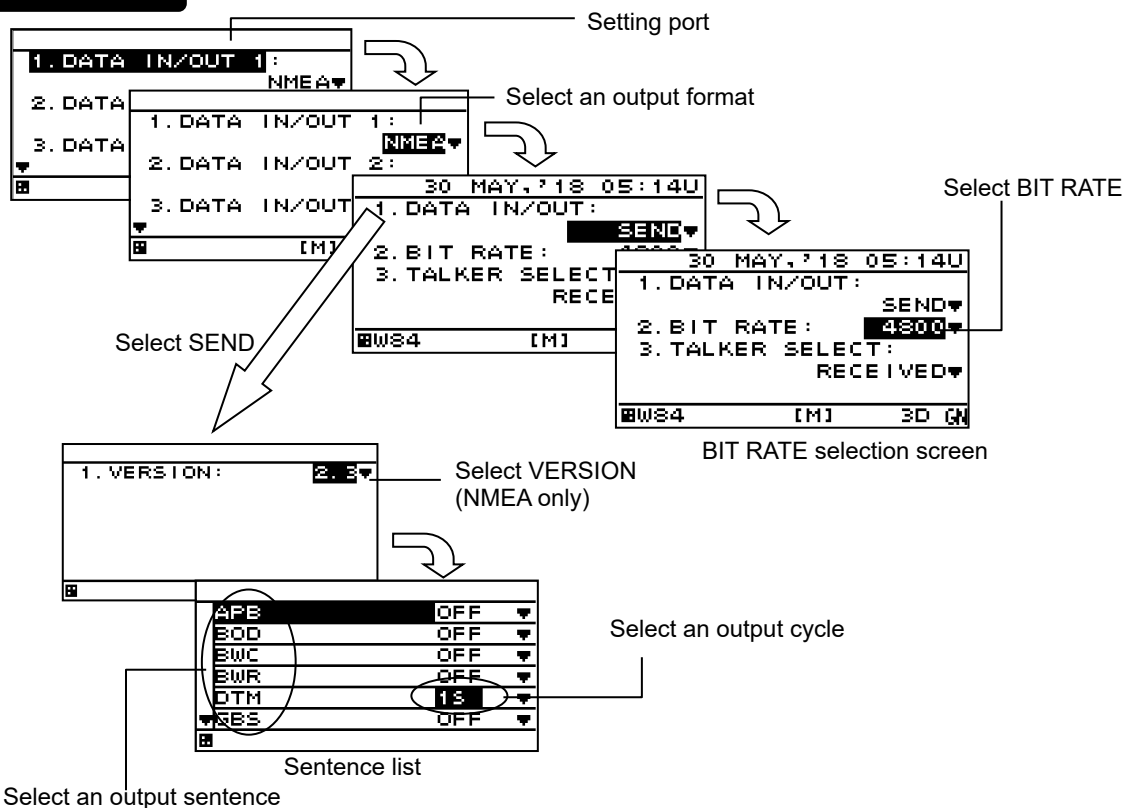 Setting port
1.DATA IN/OUT 1:
NMEA▼
2.DATA
3.DATA
▼
Select an output format
1.DATA IN/OUT 1:
NMEA▼
2.DATA IN/OUT 2:
3.DATA IN/OUT
▼
[M]
30 MAY,'18 05:14U
1.DATA IN/OUT:
SEND▼
2.BIT RATE:
3.TALKER SELECT
RECE
W84 [M]
Select BIT RATE
30 MAY,'18 05:14U
1.DATA IN/OUT:
SEND▼
2.BIT RATE: 4800▼
3.TALKER SELECT:
RECEIVED▼
W84 [M] 3D GN
BIT RATE selection screen
Select SEND
1.VERSION: 2.3▼
Select VERSION
(NMEA only)
APB OFF ▼
BOD OFF ▼
BWC OFF ▼
BWR OFF ▼
DTM 1S ▼
▼GBS OFF ▼
Select an output cycle
Sentence list
Select an output sentence